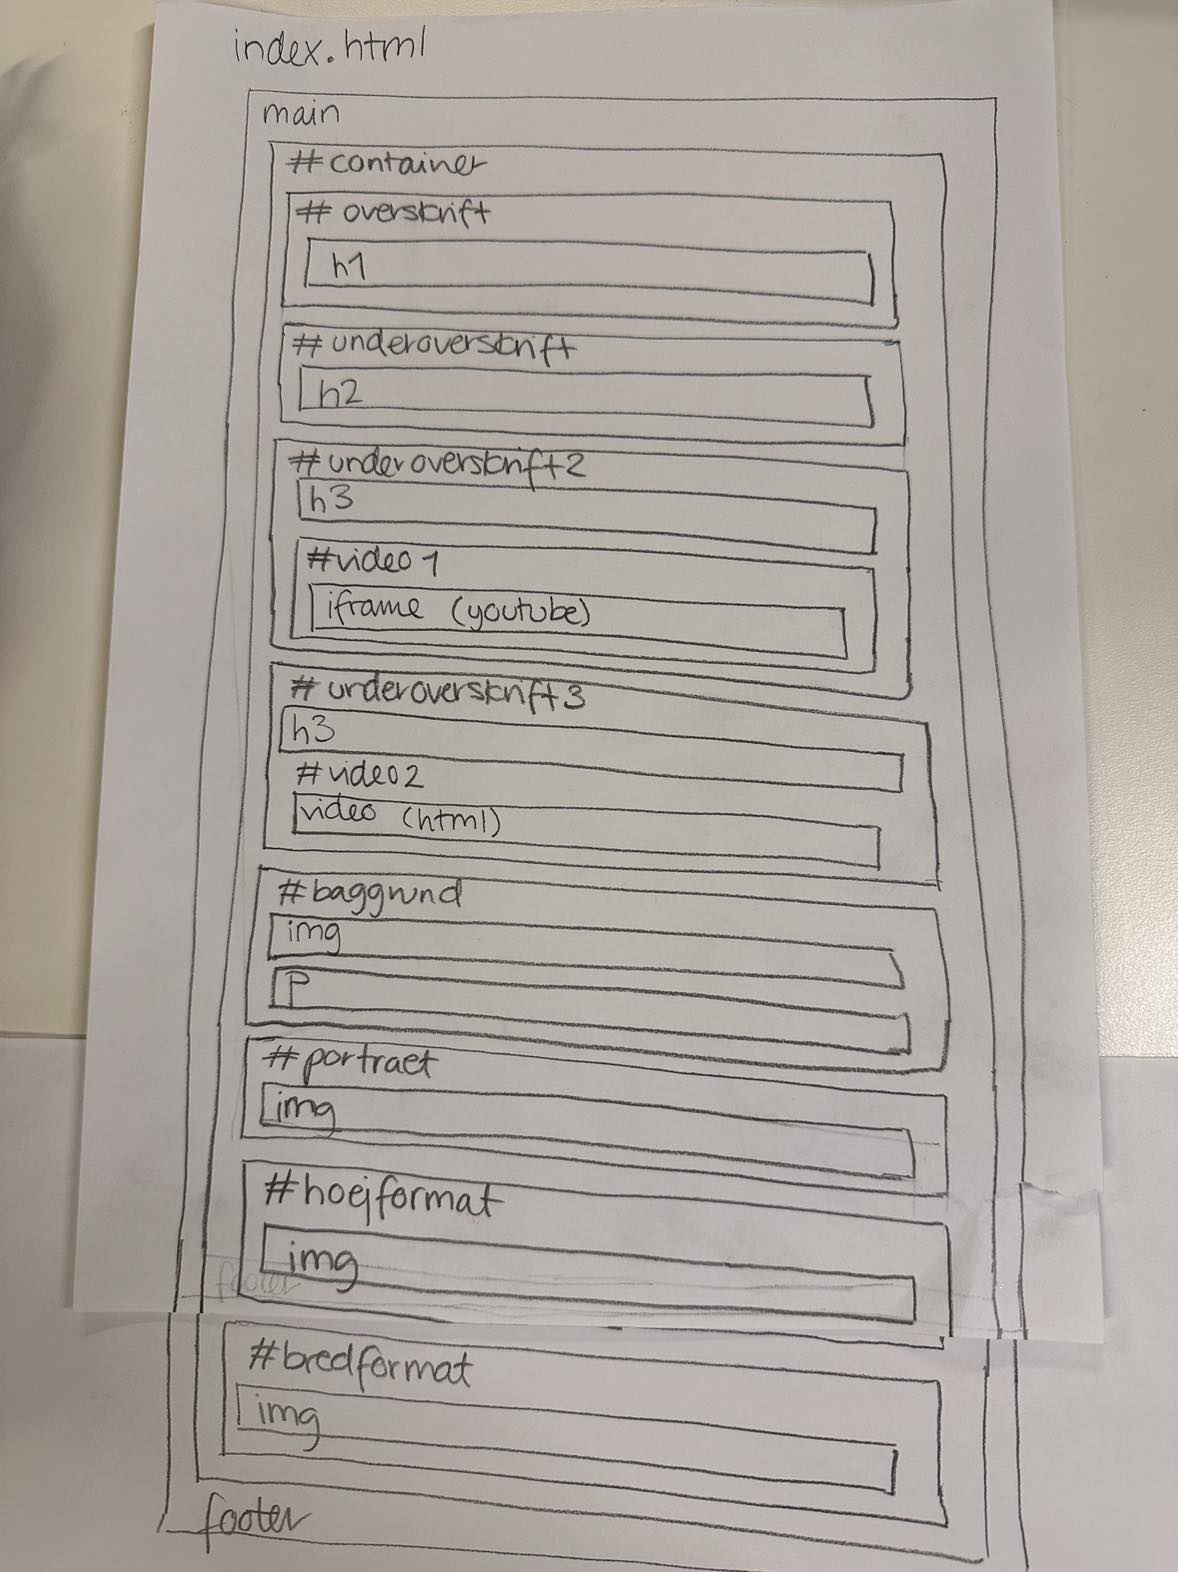 index.html
main
#container
# overskrift
h1
#underoverskrift
h2
#underoverskrift2
h3
#video1
iframe (youtube)
#underoverskrift3
h3
#video2
video (html)
#baggrund
img
P
#portraet
img
#hoejformat
img
footer
#bredformat
img
footer